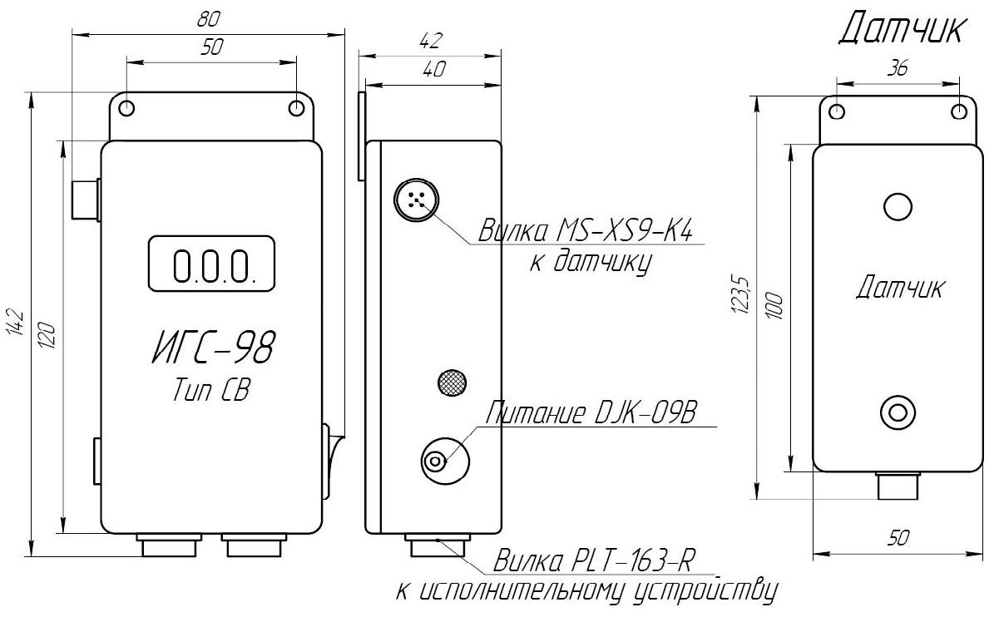 80
50
42
40
Датчик
36
142
120
0.0.0.
ИГС-98
Тип СВ
Вилка MS-XS9-K4
к датчику
Питание DJK-09B
Вилка PLT-163-R
к исполнительному устройству
123,5
100
Датчик
50